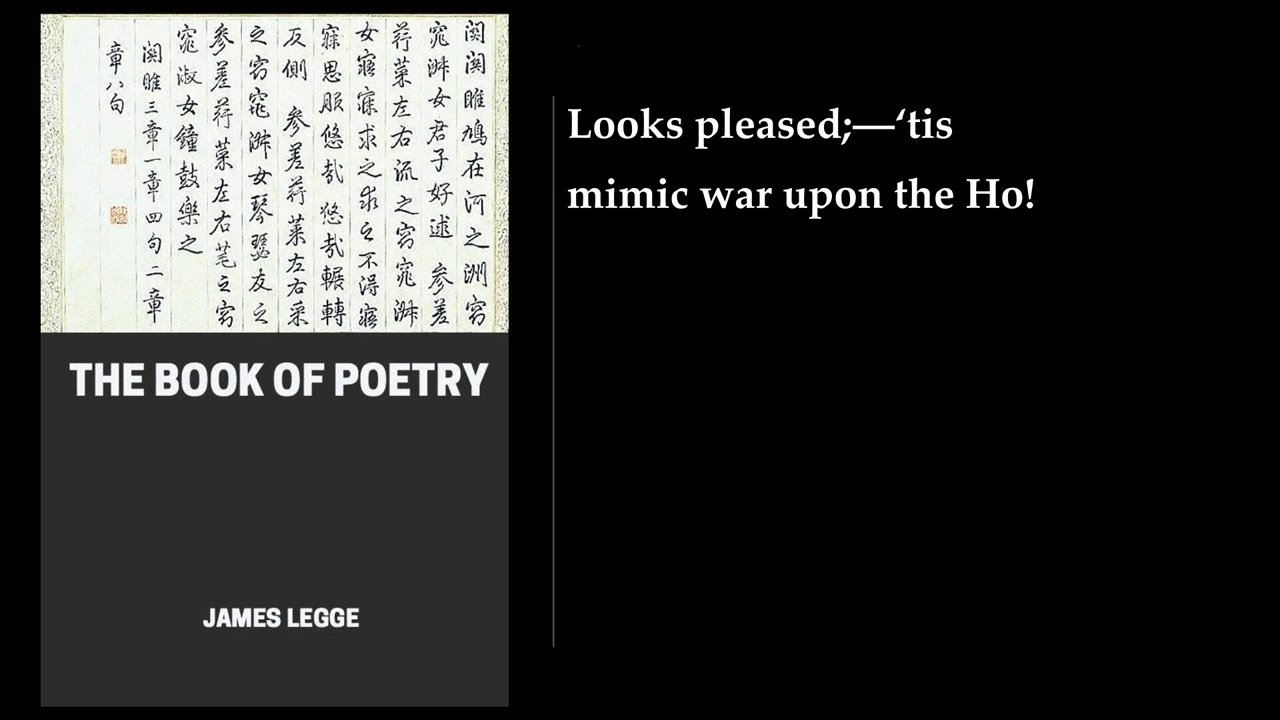 関関雎鳩在河之洲窈
窕淑女君子好逑 參差
荇菜左右流之窈窕淑
女寤寐求之求之不得寤
寐思服悠哉悠哉輾轉
反側 參差荇菜左右采
之窈窕淑女琴瑟友之
參差荇菜左右芼之窈
窕淑女鐘鼓樂之
関雎三章一章四句二章
章八句
THE BOOK OF POETRY
JAMES LEGGE
Looks pleased;—‘tis
mimic war upon the Ho!